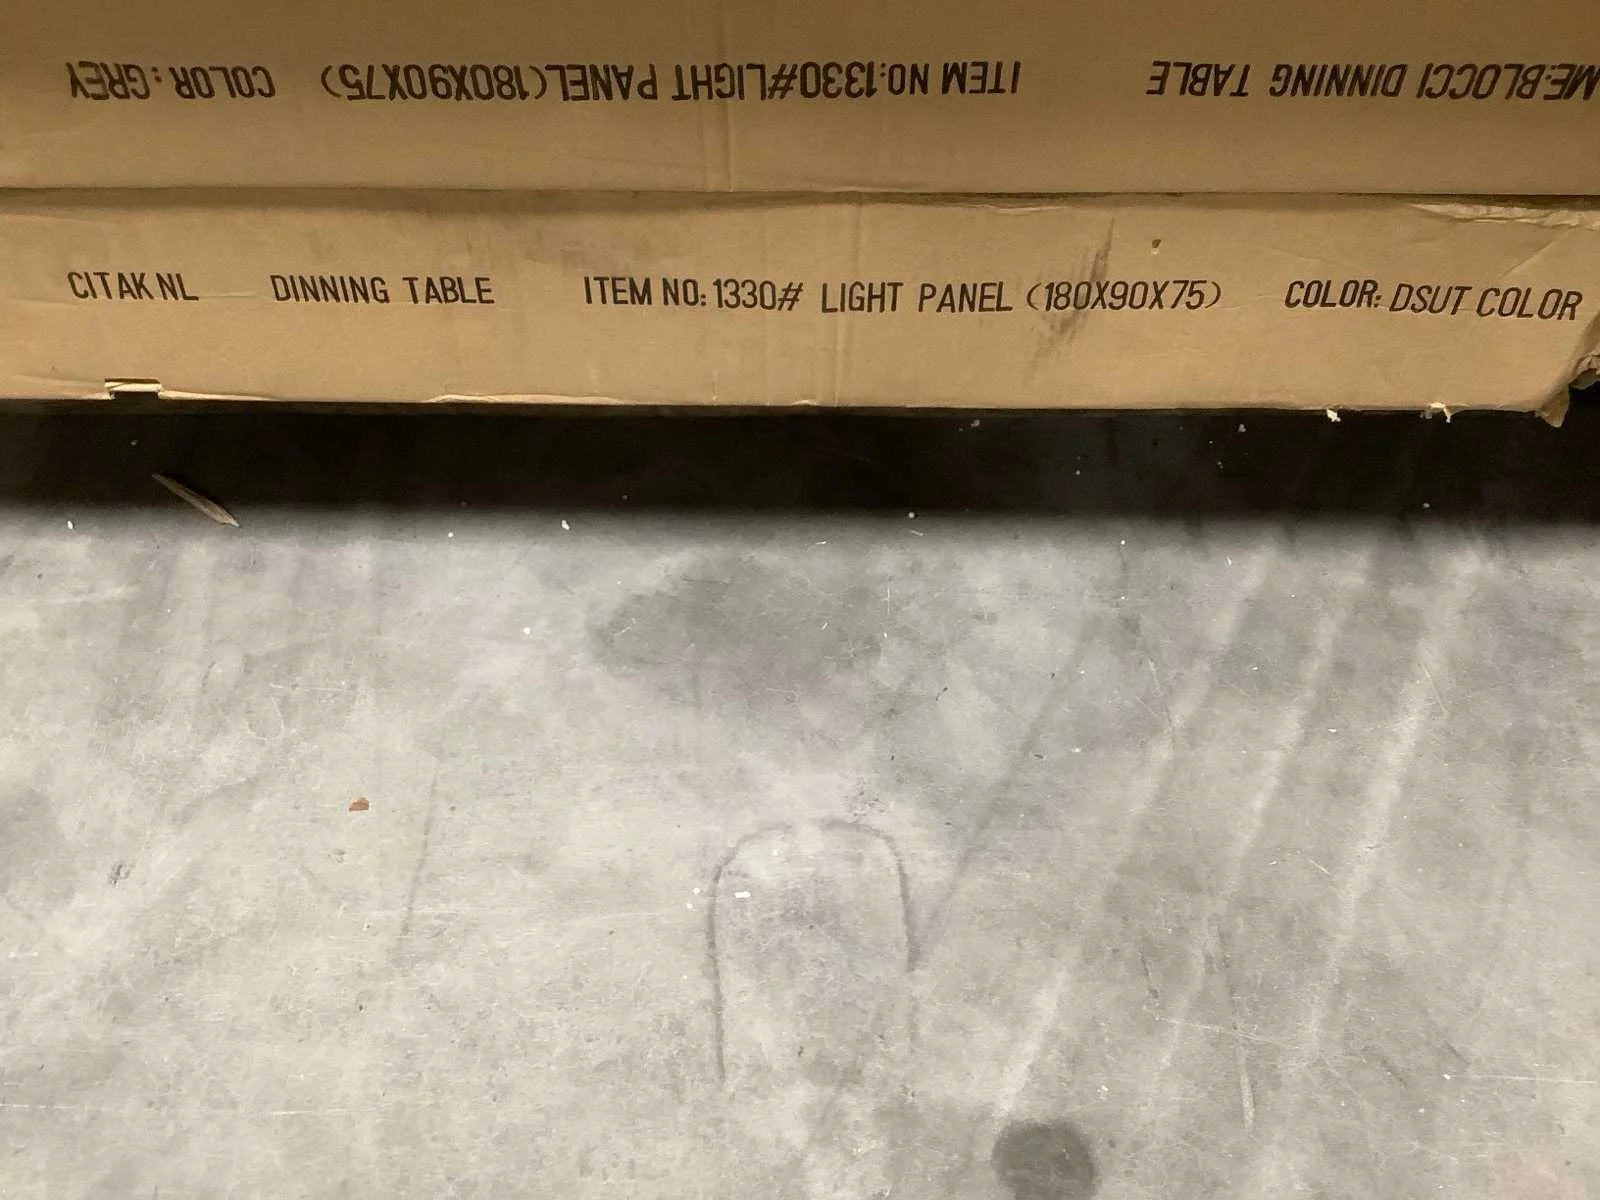 ME:BLOCCI DINNING TABLE ITEM NO:1330#LIGHT PANEL(180X90X75) COLOR:GREY
CITAK NL DINNING TABLE ITEM NO:1330# LIGHT PANEL (180X90X75) COLOR: DSUT COLOR